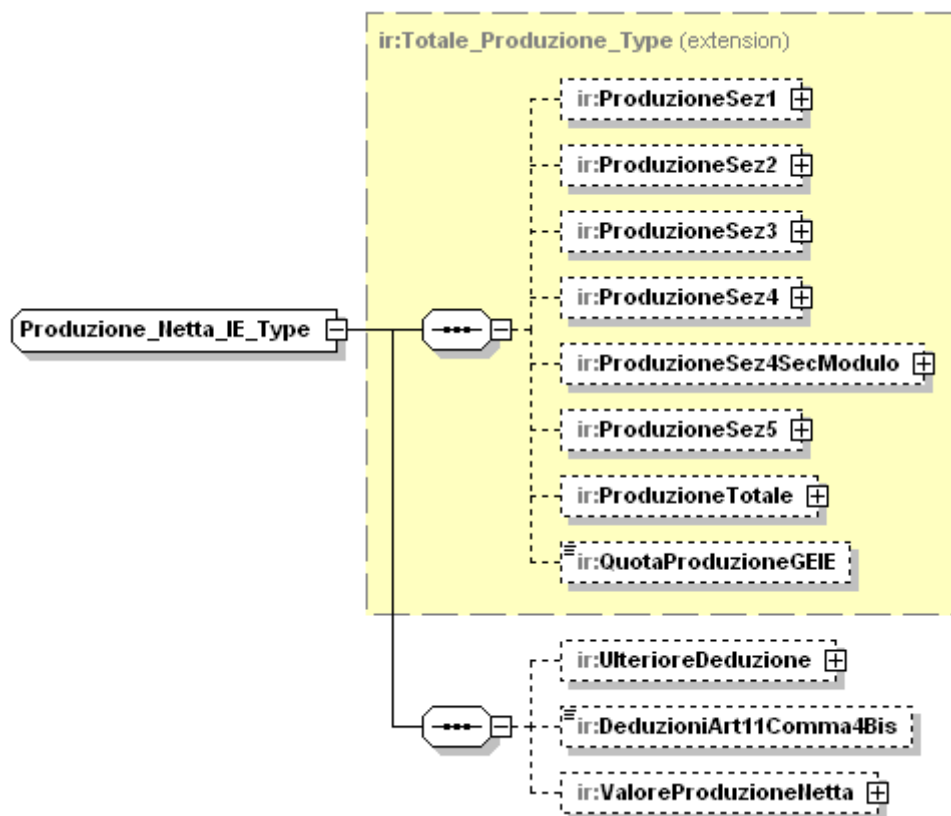 ir:Totale_Produzione_Type (extension)
ir:ProduzioneSez1
ir:ProduzioneSez2
ir:ProduzioneSez3
ir:ProduzioneSez4
Produzione_Netta_IE_Type
ir:ProduzioneSez4SecModulo
ir:ProduzioneSez5
ir:ProduzioneTotale
ir:QuotaProduzioneGEIE
ir:UlterioreDeduzione
ir:DeduzioniArt11Comma4Bis
ir:ValoreProduzioneNetta